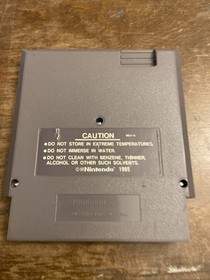 CAUTION
• DO NOT STORE IN EXTREME TEMPERATURES.
• DO NOT IMMERSE IN WATER.
• DO NOT CLEAN WITH BENZENE, THINNER,
ALCOHOL OR OTHER SUCH SOLVENTS.
©Nintendo 1985